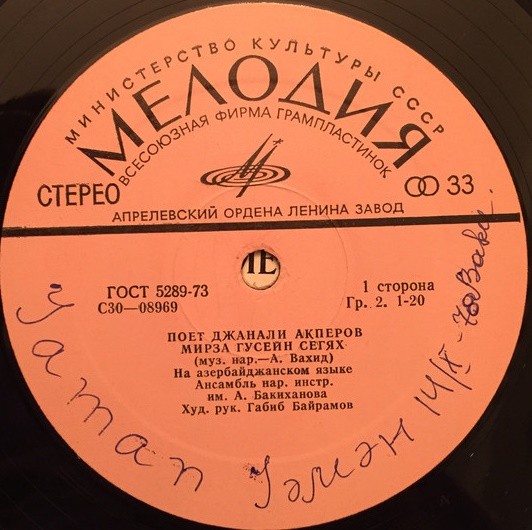 МИНИСТЕРСТВО КУЛЬТУРЫ СССР
МЕЛОДИЯ
ВСЕСОЮЗНАЯ ФИРМА ГРАМПЛАСТИНОК
СТЕРЕО
33
АПРЕЛЕВСКИЙ ОРДЕНА ЛЕНИНА ЗАВОД
ГОСТ 5289-73
С30—08969
1 сторона
Гр. 2. 1-20
ПОЕТ ДЖАНАЛИ АКПЕРОВ
МИРЗА ГУСЕЙН СЕГЯХ
(муз. нар.—А. Вахид)
На азербайджанском языке
Ансамбль нар. инстр.
им. А. Бакиханова
Худ. рук. Габиб Байрамов